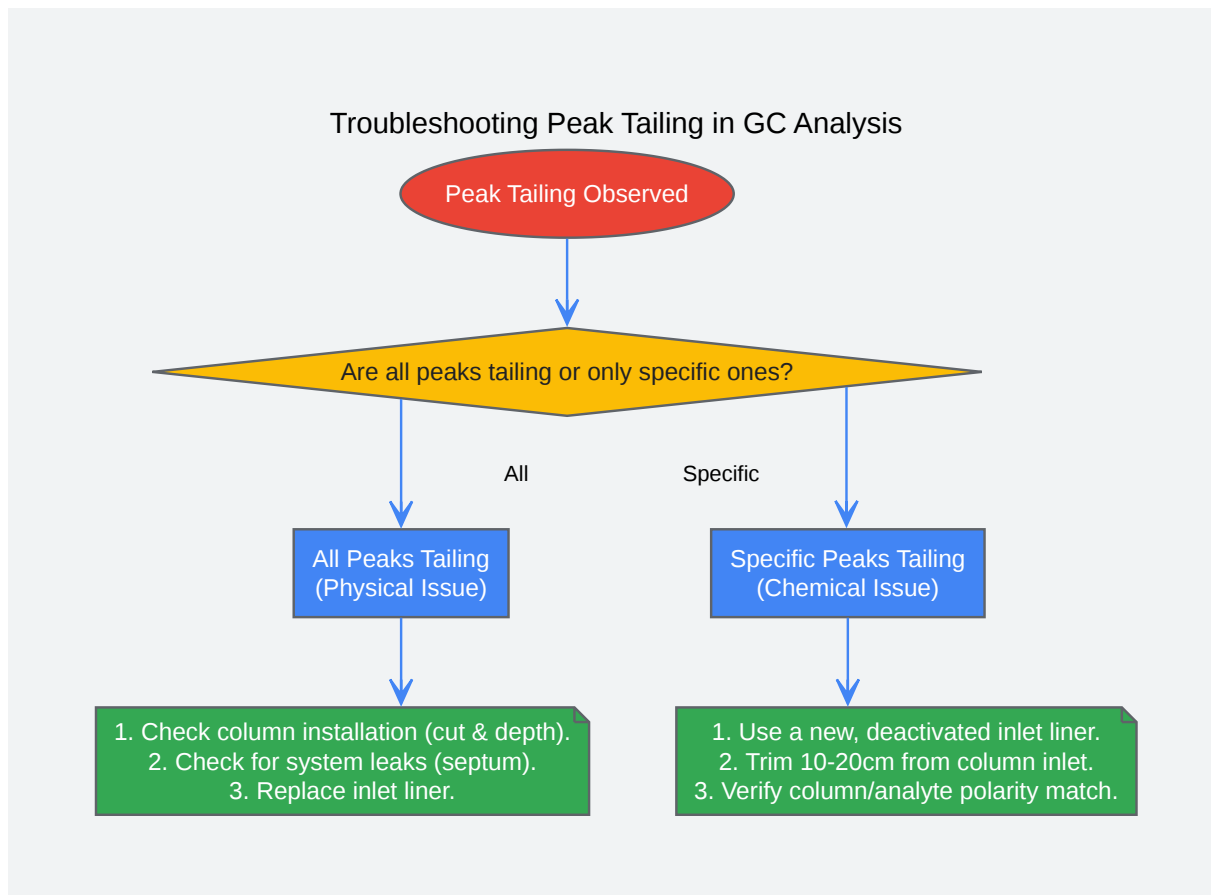 Troubleshooting Peak Tailing in GC Analysis
Peak Tailing Observed
Are all peaks tailing or only specific ones?
All
Specific
All Peaks Tailing
(Physical Issue)
Specific Peaks Tailing
(Chemical Issue)
1. Check column installation (cut & depth).
2. Check for system leaks (septum).
3. Replace inlet liner.
1. Use a new, deactivated inlet liner.
2. Trim 10-20cm from column inlet.
3. Verify column/analyte polarity match.